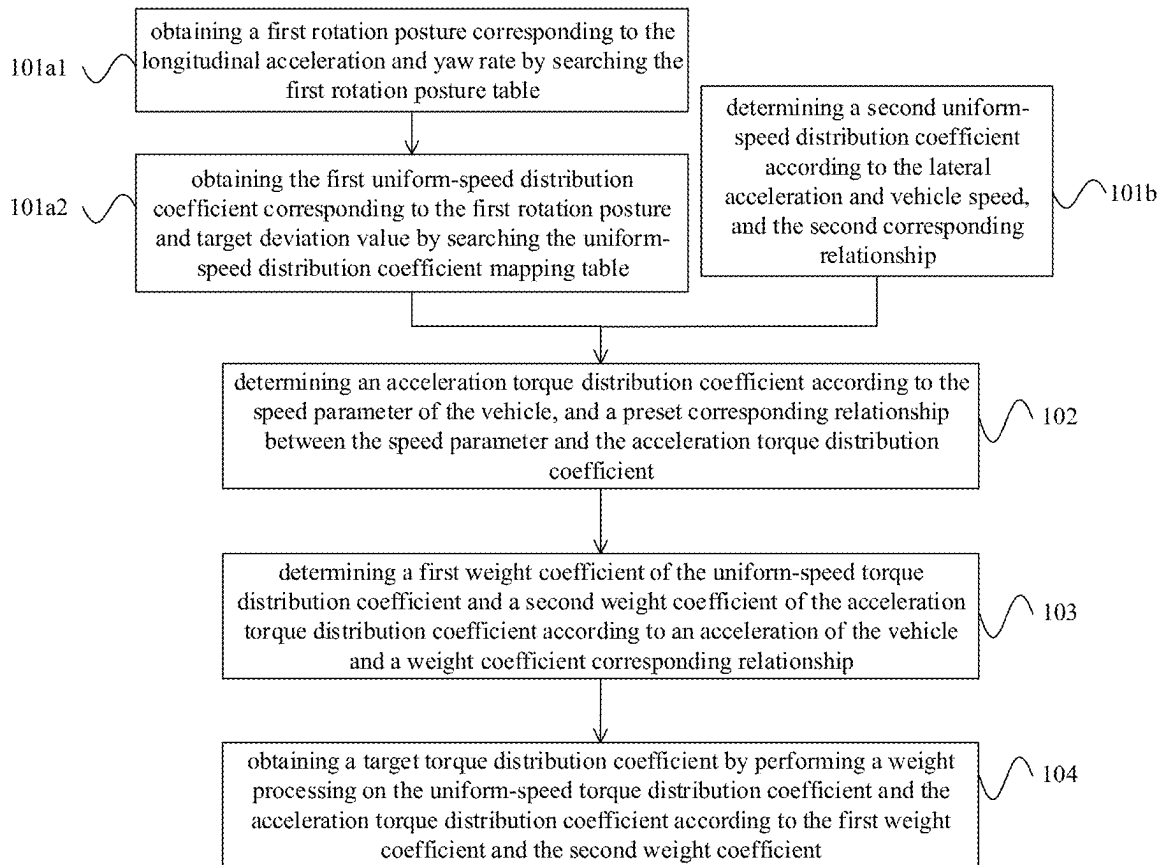 101a1
obtaining a first rotation posture corresponding to the
longitudinal acceleration and yaw rate by searching the
first rotation posture table
101a2
obtaining the first uniform-speed distribution
coefficient corresponding to the first rotation posture
and target deviation value by searching the uniform-
speed distribution coefficient mapping table
determining a second uniform-
speed distribution coefficient
according to the lateral
acceleration and vehicle speed,
and the second corresponding
relationship
101b
determining an acceleration torque distribution coefficient according to the
speed parameter of the vehicle, and a preset corresponding relationship
between the speed parameter and the acceleration torque distribution
coefficient
102
determining a first weight coefficient of the uniform-speed torque
distribution coefficient and a second weight coefficient of the acceleration
torque distribution coefficient according to an acceleration of the vehicle
and a weight coefficient corresponding relationship
103
obtaining a target torque distribution coefficient by performing a weight
processing on the uniform-speed torque distribution coefficient and the
acceleration torque distribution coefficient according to the first weight
coefficient and the second weight coefficient
104